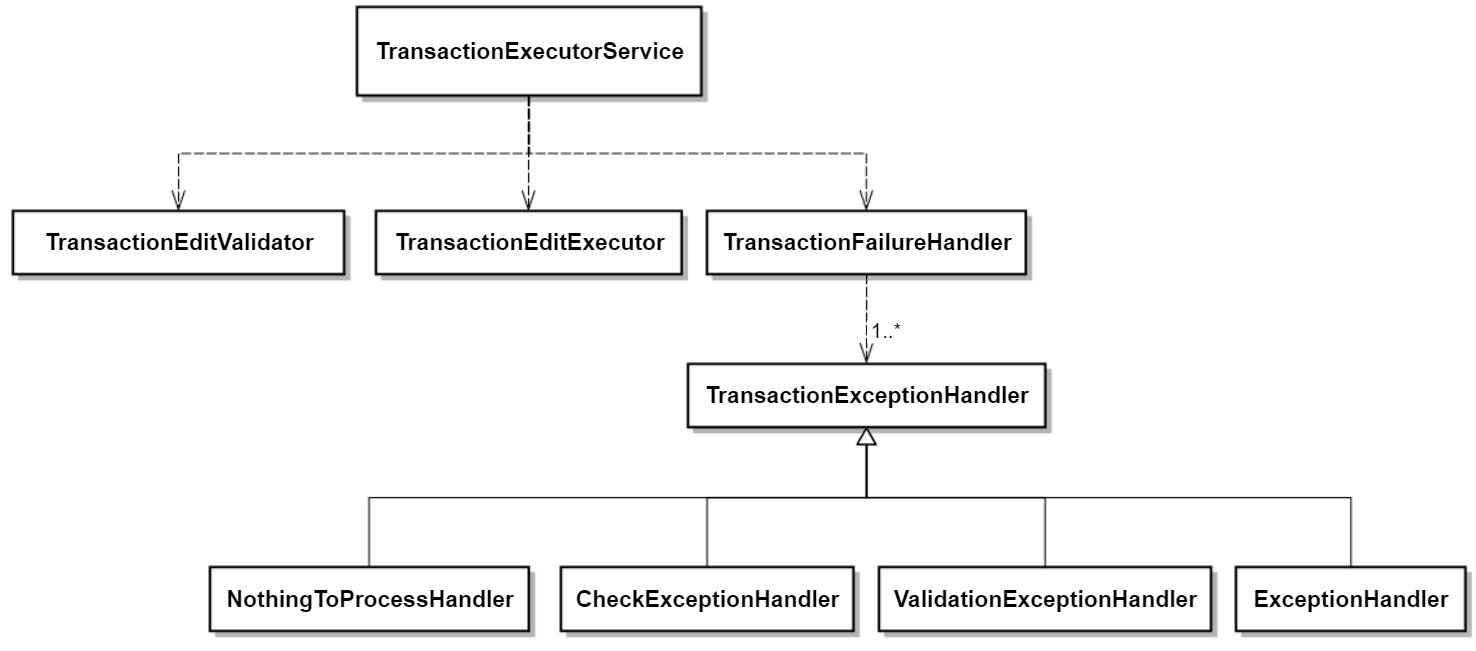 TransactionExecutorService
TransactionEditValidator
TransactionEditExecutor
TransactionFailureHandler
1..*
TransactionExceptionHandler
NothingToProcessHandler
CheckExceptionHandler
ValidationExceptionHandler
ExceptionHandler